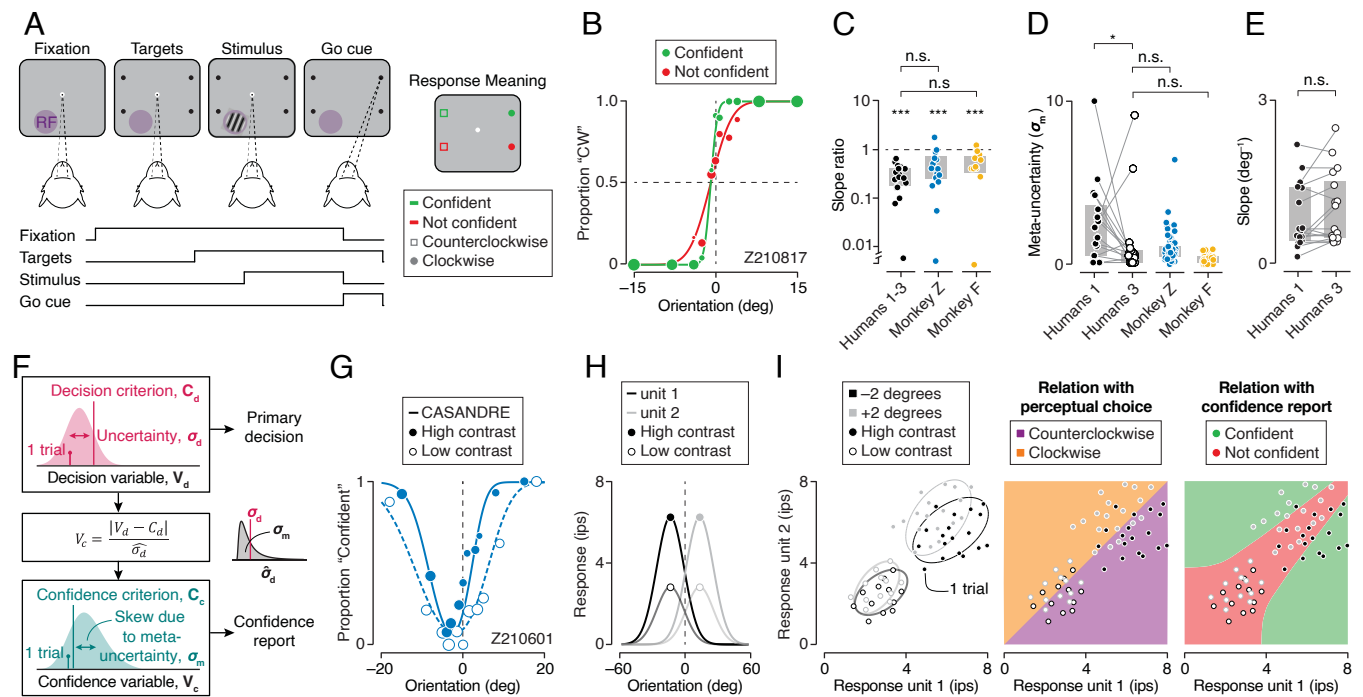 A
Fixation
Targets
Stimulus
Go cue
RF
Response Meaning
Confident
Not confident
Counterclockwise
Clockwise
Fixation
Targets
Stimulus
Go cue
B
Confident
Not confident
Proportion “CW”
1.0
0.5
0
−15
0
15
Z210817
Orientation (deg)
C
n.s.
n.s
***
***
***
Slope ratio
10
1
0.1
0.01
Humans 1-3
Monkey Z
Monkey F
D
*
n.s.
n.s.
Meta-uncertainty (σm)
10
5
0
Humans 1
Humans 3
Monkey Z
Monkey F
E
n.s.
Slope (deg⁻¹)
3
0
Humans 1
Humans 3
F
Decision criterion, Cd
Uncertainty, σd
1 trial
Decision variable, Vd
Primary
decision
Vc = |Vd − Cd| / σ̂d
σd
σm
σ̂d
Confidence criterion, Cc
Skew due
to meta-
uncertainty, σm
1 trial
Confidence variable, Vc
Confidence
report
G
CASANDRE
High contrast
Low contrast
Proportion “Confident”
1
0
−20
0
20
Z210601
Orientation (deg)
H
unit 1
unit 2
High contrast
Low contrast
Response (ips)
8
4
0
−60
0
60
Orientation (deg)
I
−2 degrees
+2 degrees
High contrast
Low contrast
Response unit 2 (ips)
8
4
0
1 trial
4
8
Response unit 1 (ips)
Relation with
perceptual choice
Counterclockwise
Clockwise
4
8
Response unit 1 (ips)
Relation with
confidence report
Confident
Not confident
4
8
Response unit 1 (ips)